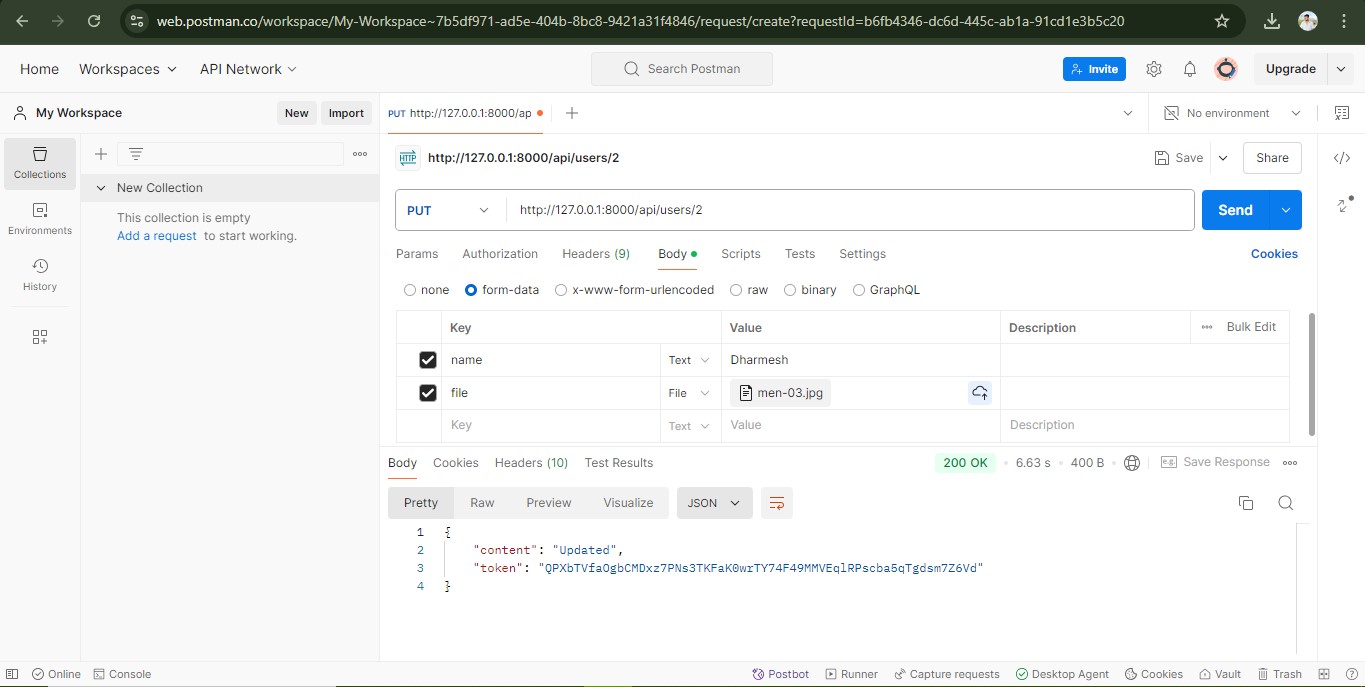 web.postman.co/workspace/My-Workspace~7b5df971-ad5e-404b-8bc8-9421a31f4846/request/create?requestId=b6fb4346-dc6d-445c-ab1a-91cd1e3b5c20
Home Workspaces API Network Search Postman Invite Upgrade
My Workspace New Import PUT http://127.0.0.1:8000/ap No environment
Collections
HTTP http://127.0.0.1:8000/api/users/2 Save Share
New Collection
This collection is empty
Add a request to start working.
Environments
History
PUT http://127.0.0.1:8000/api/users/2 Send
Params Authorization Headers (9) Body Scripts Tests Settings Cookies
none form-data x-www-form-urlencoded raw binary GraphQL
Key Value Description Bulk Edit
name Text Dharmesh
file File men-03.jpg
Key Text Value Description
Body Cookies Headers (10) Test Results 200 OK 6.63 s 400 B e.g. Save Response
Pretty Raw Preview Visualize JSON
1 {
2 "content": "Updated",
3 "token": "QPXbTVfaOgbCMDxz7PNs3TKFaK0wrTY74F49MMVEqlRPscba5qTgdsm7Z6Vd"
4 }
Online Console Postbot Runner Capture requests Desktop Agent Cookies Vault Trash